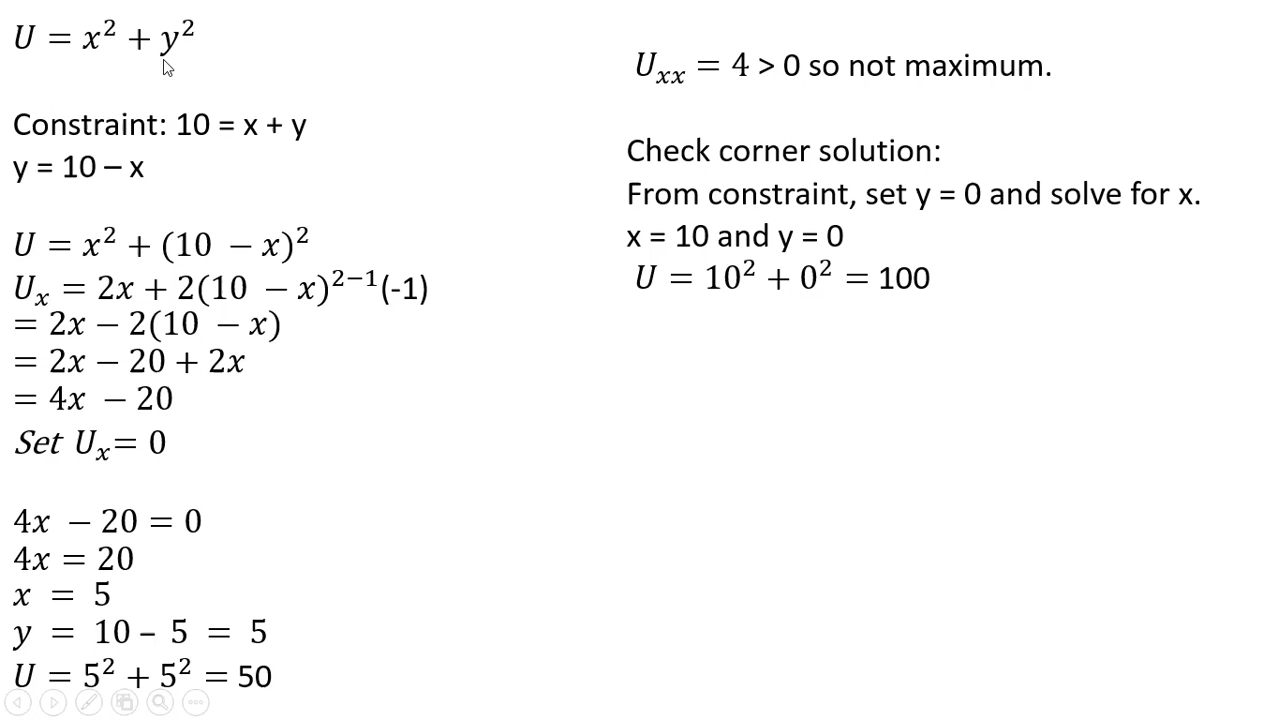 U = x² + y²
Constraint: 10 = x + y
y = 10 – x
U = x² + (10 − x)²
Uₓ = 2x + 2(10 − x)²⁻¹(-1)
= 2x − 2(10 − x)
= 2x − 20 + 2x
= 4x − 20
Set Uₓ= 0
4x − 20 = 0
4x = 20
x = 5
y = 10 – 5 = 5
U = 5² + 5² = 50
Uₓₓ = 4 > 0 so not maximum.
Check corner solution:
From constraint, set y = 0 and solve for x.
x = 10 and y = 0
U = 10² + 0² = 100